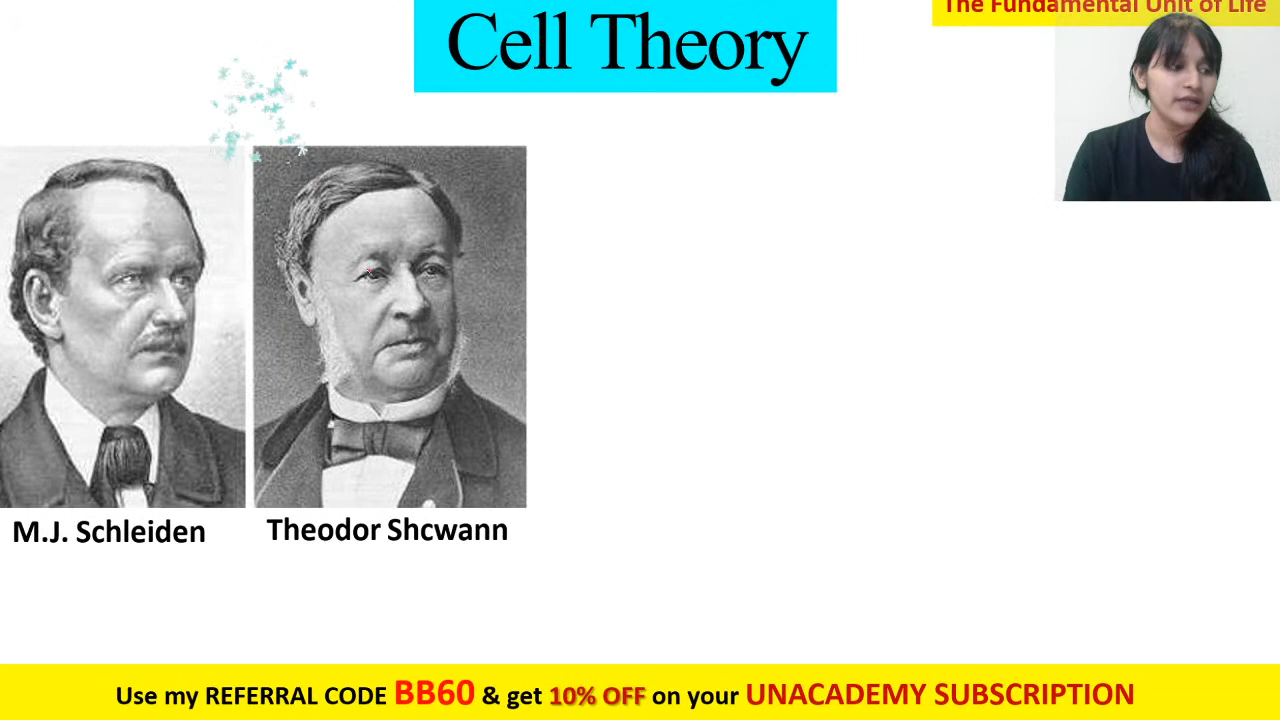 The Fundamental Unit of Life
Cell Theory
M.J. Schleiden
Theodor Shcwann
Use my REFERRAL CODE BB60 & get 10% OFF on your UNACADEMY SUBSCRIPTION